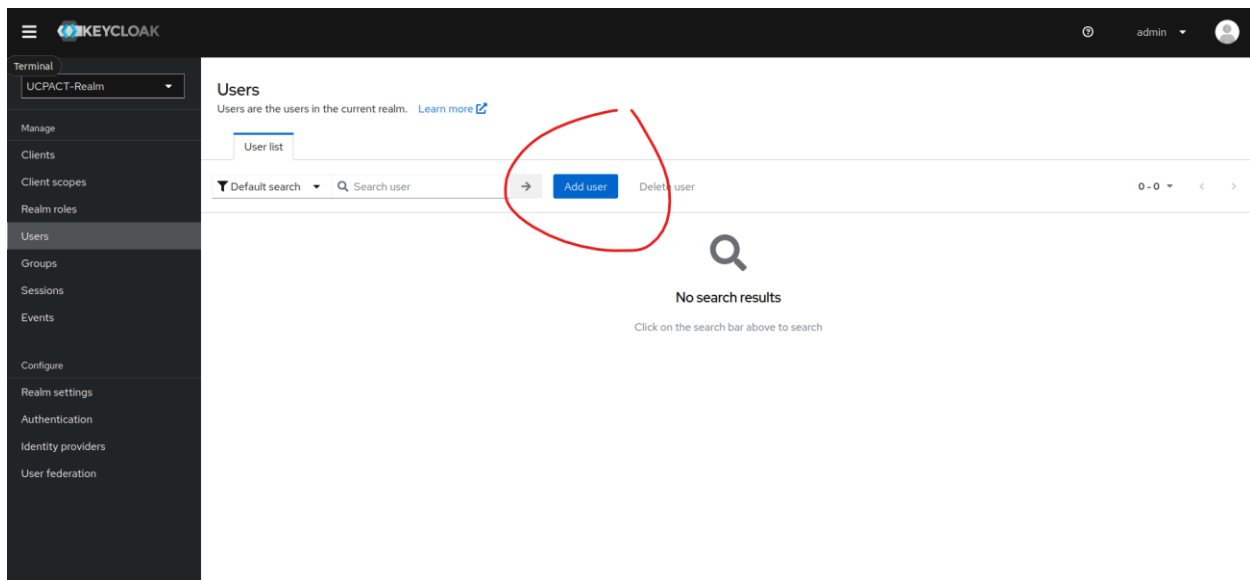 KEYCLOAK
admin
Terminal
UCPACT-Realm
Manage
Clients
Client scopes
Realm roles
Users
Groups
Sessions
Events
Configure
Realm settings
Authentication
Identity providers
User federation
Users
Users are the users in the current realm. Learn more
User list
Default search Search user Add user Delete user 0 - 0
No search results
Click on the search bar above to search